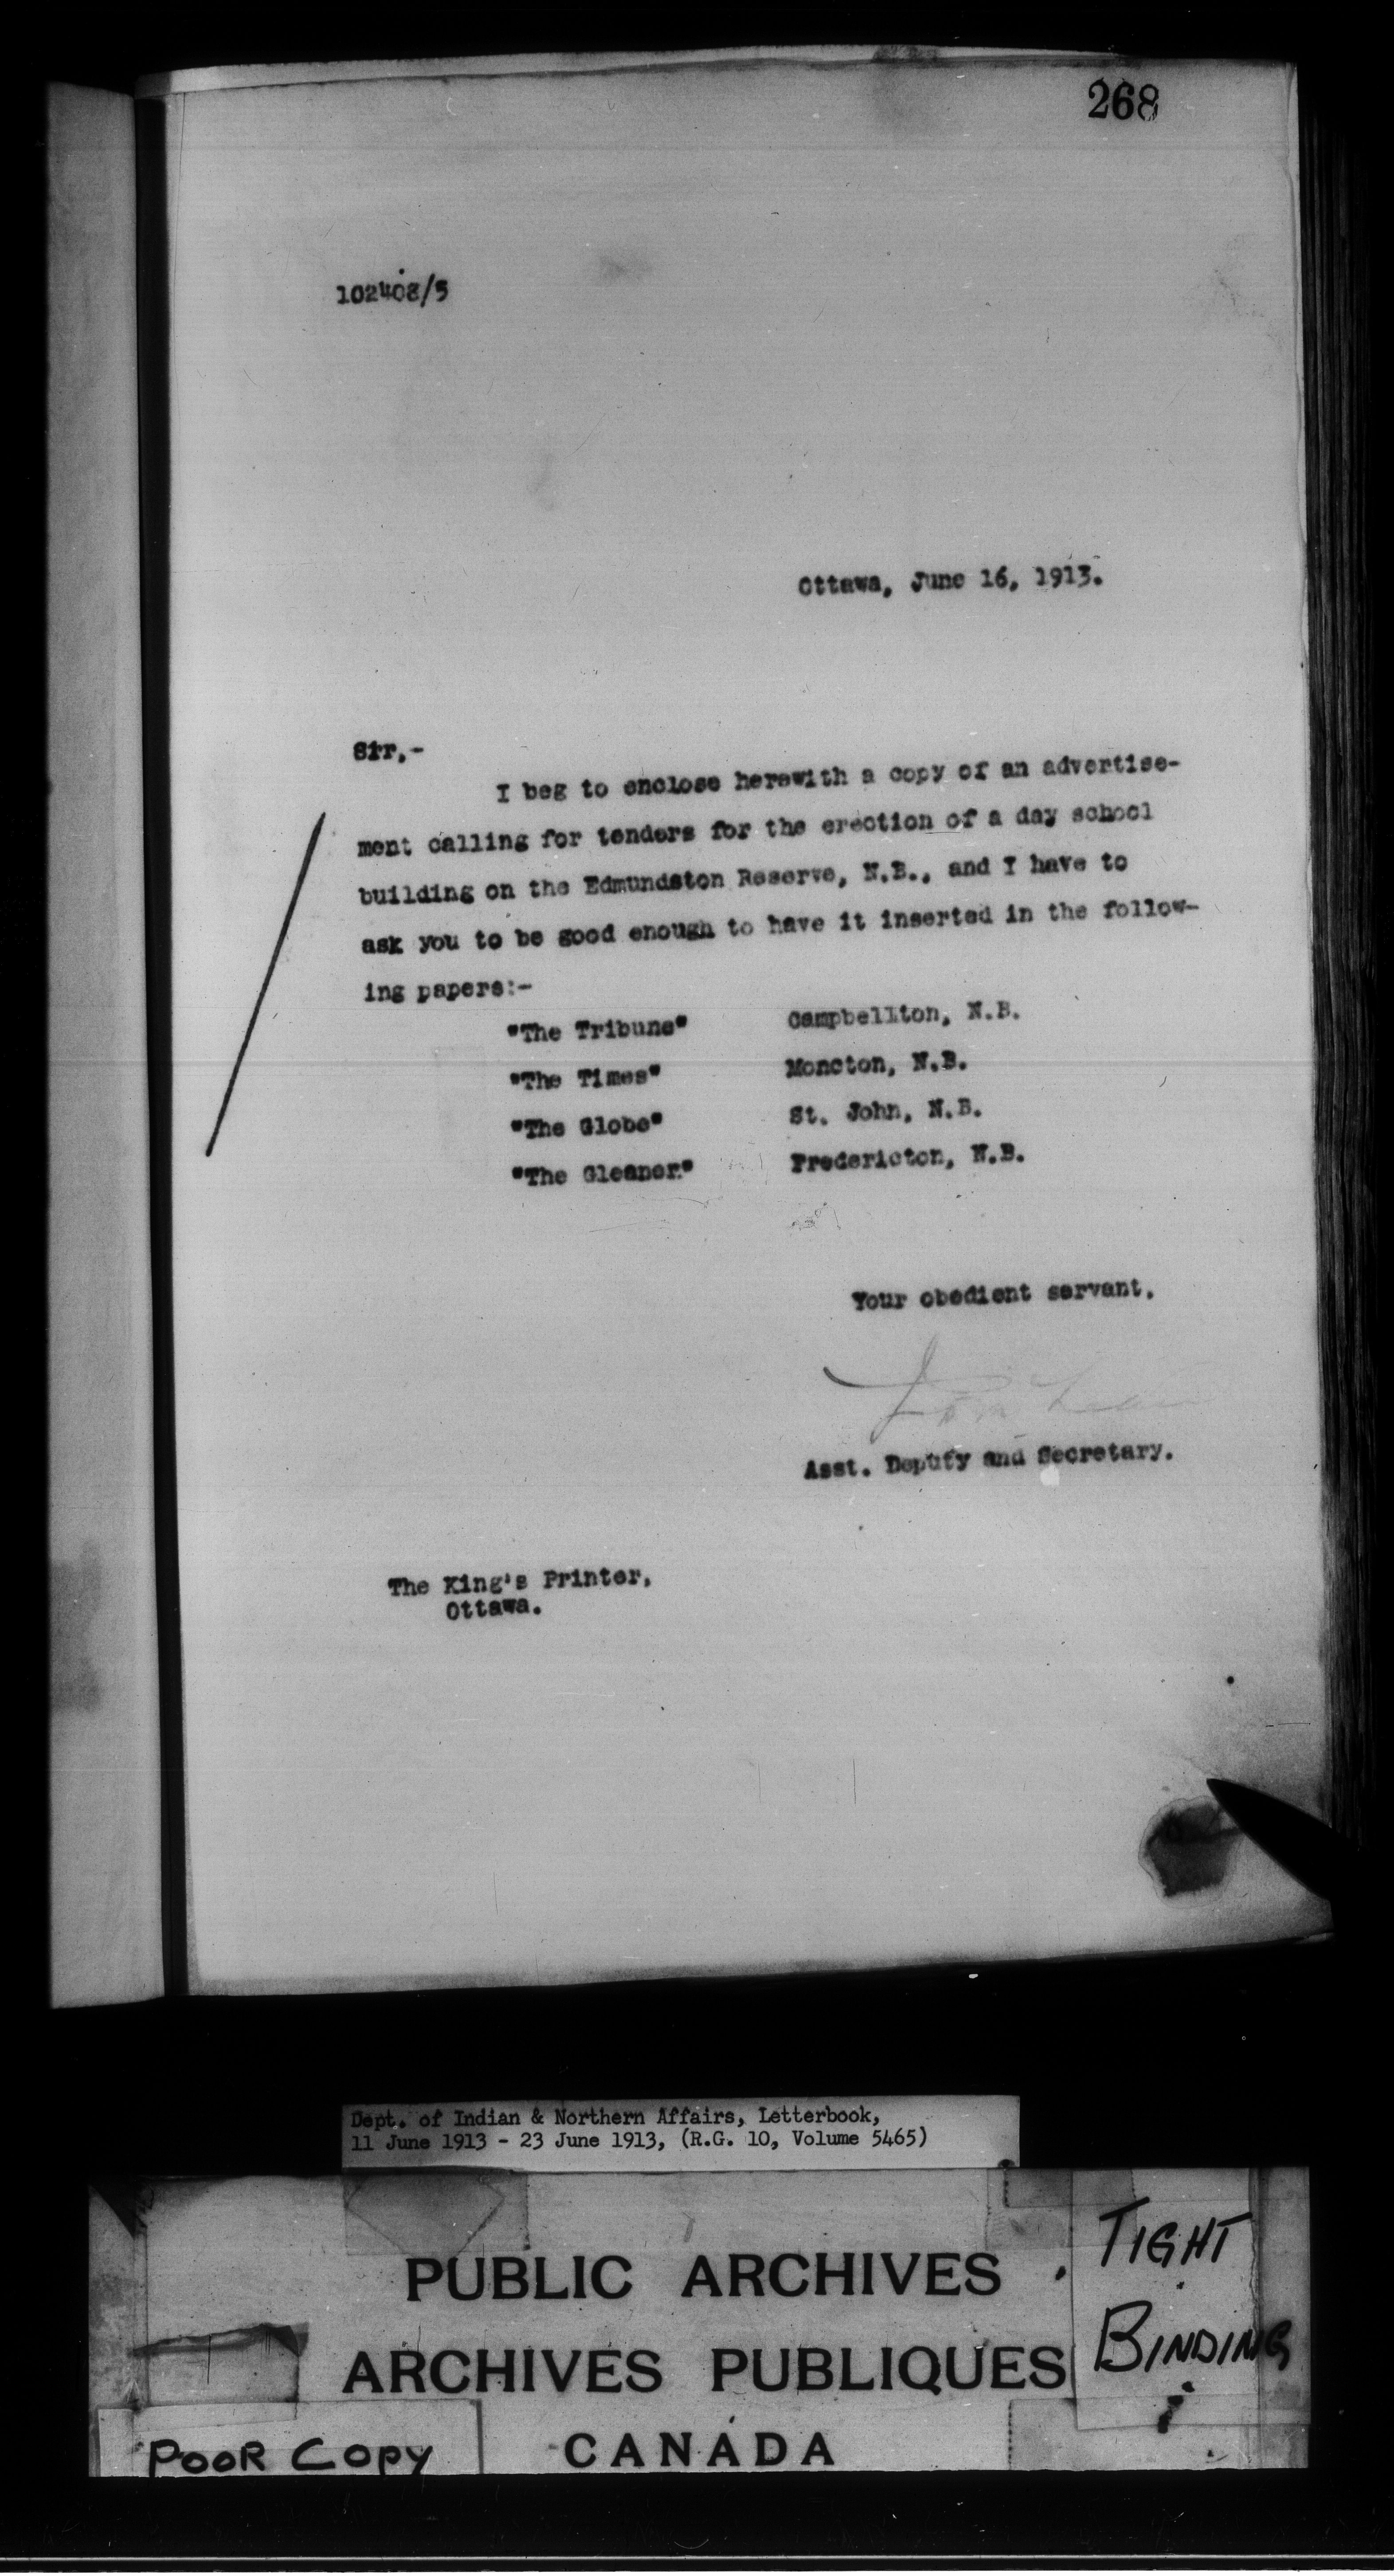 268
102408/5
Ottawa, June 16, 1913.
Sir,-
I beg to enclose herewith a copy of an advertise-
ment calling for tenders for the erection of a day school
building on the Edmundston Reserve, N.B., and I have to
ask you to be good enough to have it inserted in the follow-
ing papers:-
"The Tribune" Campbellton, N.B.
"The Times" Moncton, N.B.
"The Globe" St. John, N.B.
"The Gleaner" Fredericton, N.B.
Your obedient servant,
Asst. Deputy and Secretary.
The King's Printer,
Ottawa.
Dept. of Indian & Northern Affairs, Letterbook,
11 June 1913 - 23 June 1913, (R.G. 10, Volume 5465)
PUBLIC ARCHIVES
ARCHIVES PUBLIQUES
CANADA
TIGHT
BINDING
POOR COPY